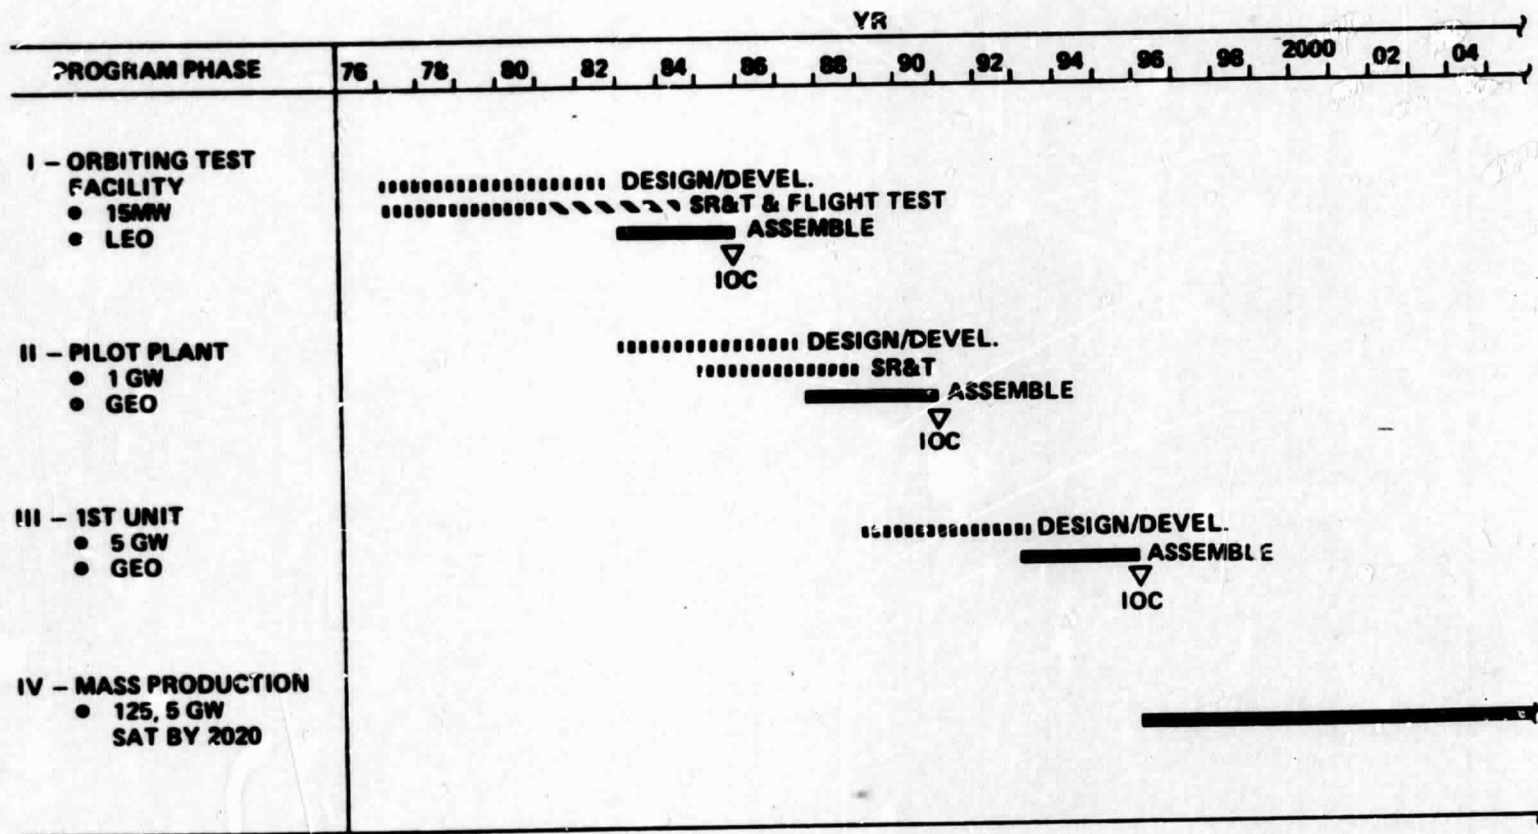 YR
PROGRAM PHASE 76 78 80 82 84 86 88 90 92 94 96 98 2000 02 04
I – ORBITING TEST
FACILITY
DESIGN/DEVEL.
• 15MW
SR&T & FLIGHT TEST
• LEO
ASSEMBLE
IOC
II – PILOT PLANT
DESIGN/DEVEL.
• 1 GW
SR&T
• GEO
ASSEMBLE
IOC
III – 1ST UNIT
DESIGN/DEVEL.
• 5 GW
ASSEMBLE
• GEO
IOC
IV – MASS PRODUCTION
• 125, 5 GW
SAT BY 2020